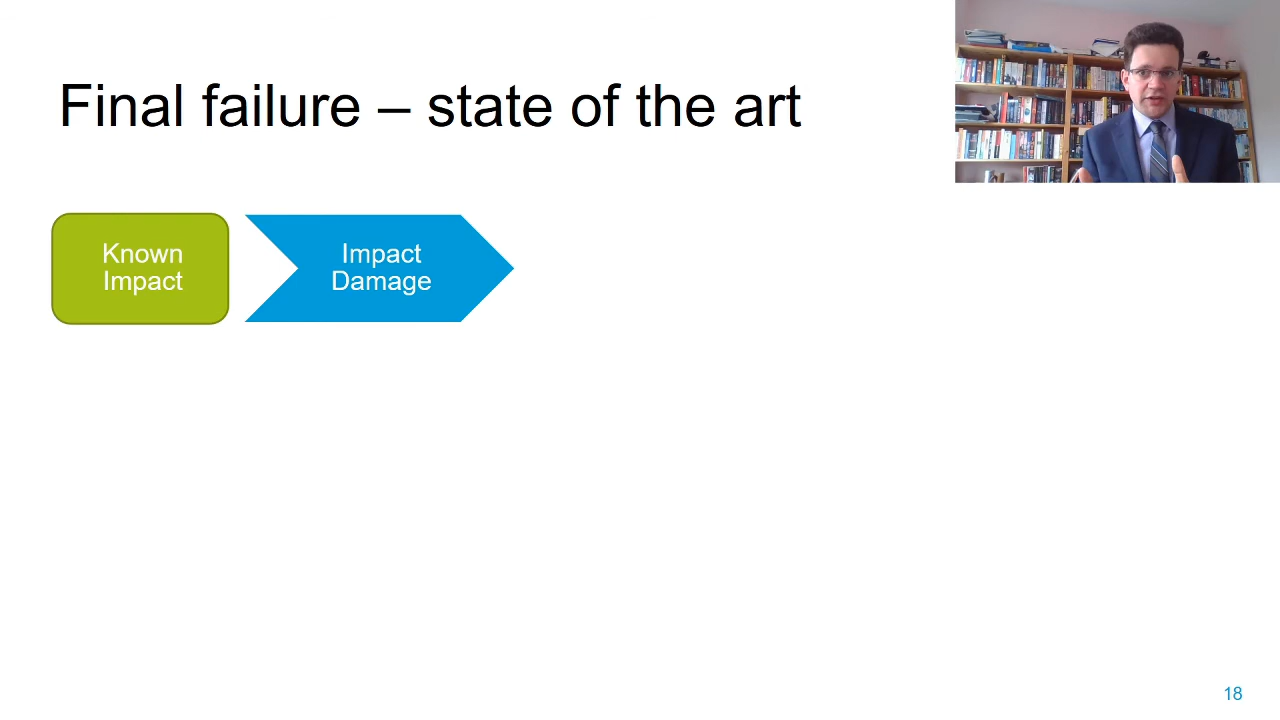 Final failure – state of the art
Known
Impact
Impact
Damage
18